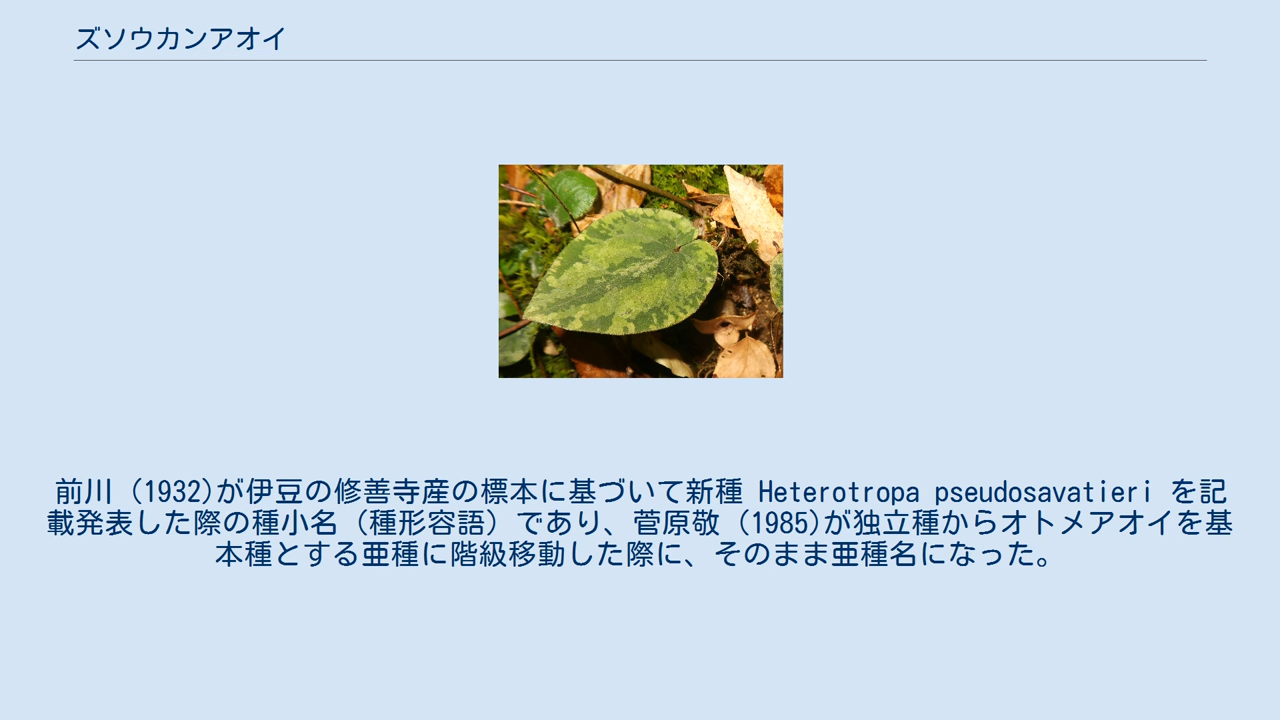 ズソウカンアオイ
前川 (1932)が伊豆の修善寺産の標本に基づいて新種 Heterotropa pseudosavatieri を記
載発表した際の種小名（種形容語）であり、菅原敬 (1985)が独立種からオトメアオイを基
本種とする亜種に階級移動した際に、そのまま亜種名になった。